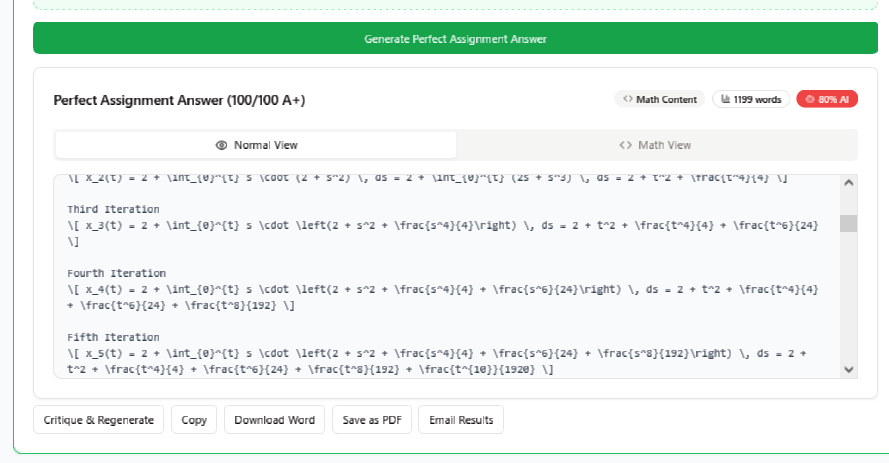 Generate Perfect Assignment Answer
Perfect Assignment Answer (100/100 A+)
<> Math Content
1199 words
80% AI
Normal View
<> Math View
\[ x_2(t) = 2 + \int_{0}^{t} s \cdot (2 + s^2) \, ds = 2 + \int_{0}^{t} (2s + s^3) \, ds = 2 + t^2 + \frac{t^4}{4} \]
Third Iteration
\[ x_3(t) = 2 + \int_{0}^{t} s \cdot \left(2 + s^2 + \frac{s^4}{4}\right) \, ds = 2 + t^2 + \frac{t^4}{4} + \frac{t^6}{24}
\]
Fourth Iteration
\[ x_4(t) = 2 + \int_{0}^{t} s \cdot \left(2 + s^2 + \frac{s^4}{4} + \frac{s^6}{24}\right) \, ds = 2 + t^2 + \frac{t^4}{4}
+ \frac{t^6}{24} + \frac{t^8}{192} \]
Fifth Iteration
\[ x_5(t) = 2 + \int_{0}^{t} s \cdot \left(2 + s^2 + \frac{s^4}{4} + \frac{s^6}{24} + \frac{s^8}{192}\right) \, ds = 2 +
t^2 + \frac{t^4}{4} + \frac{t^6}{24} + \frac{t^8}{192} + \frac{t^{10}}{1920} \]
Critique & Regenerate
Copy
Download Word
Save as PDF
Email Results